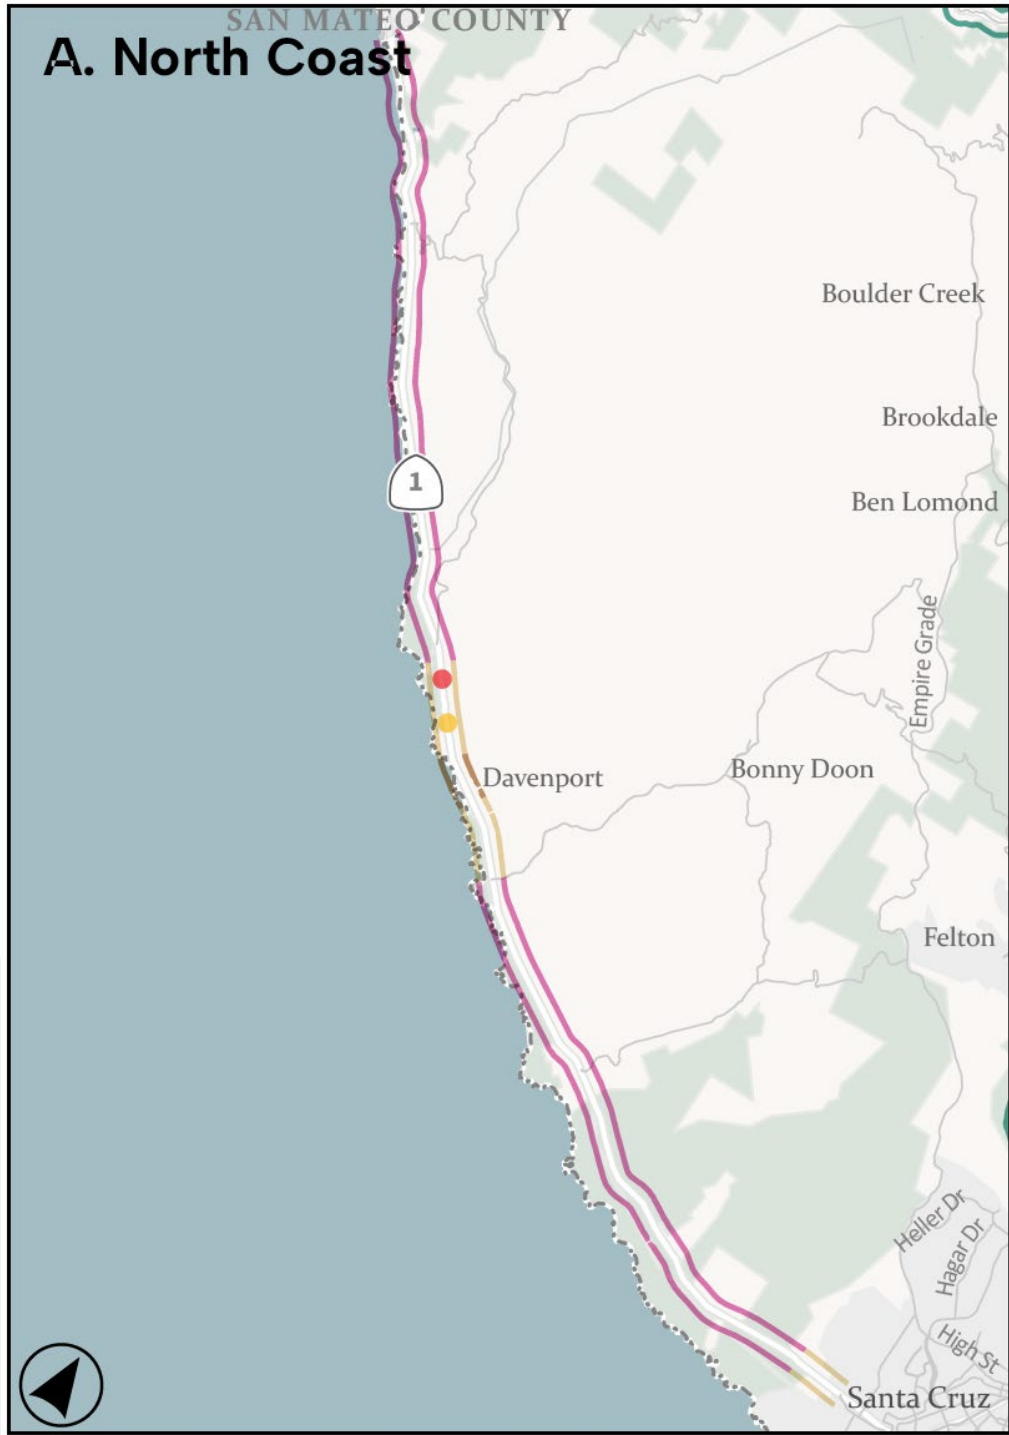 SAN MATEO COUNTY
A. North Coast
Boulder Creek
Brookdale
1
Ben Lomond
Empire Grade
Davenport
Bonny Doon
Felton
Heller Dr
Hagar Dr
High St
Santa Cruz